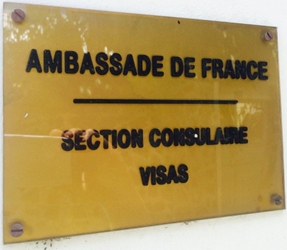 AMBASSADE DE FRANCE
SECTION CONSULAIRE
VISAS